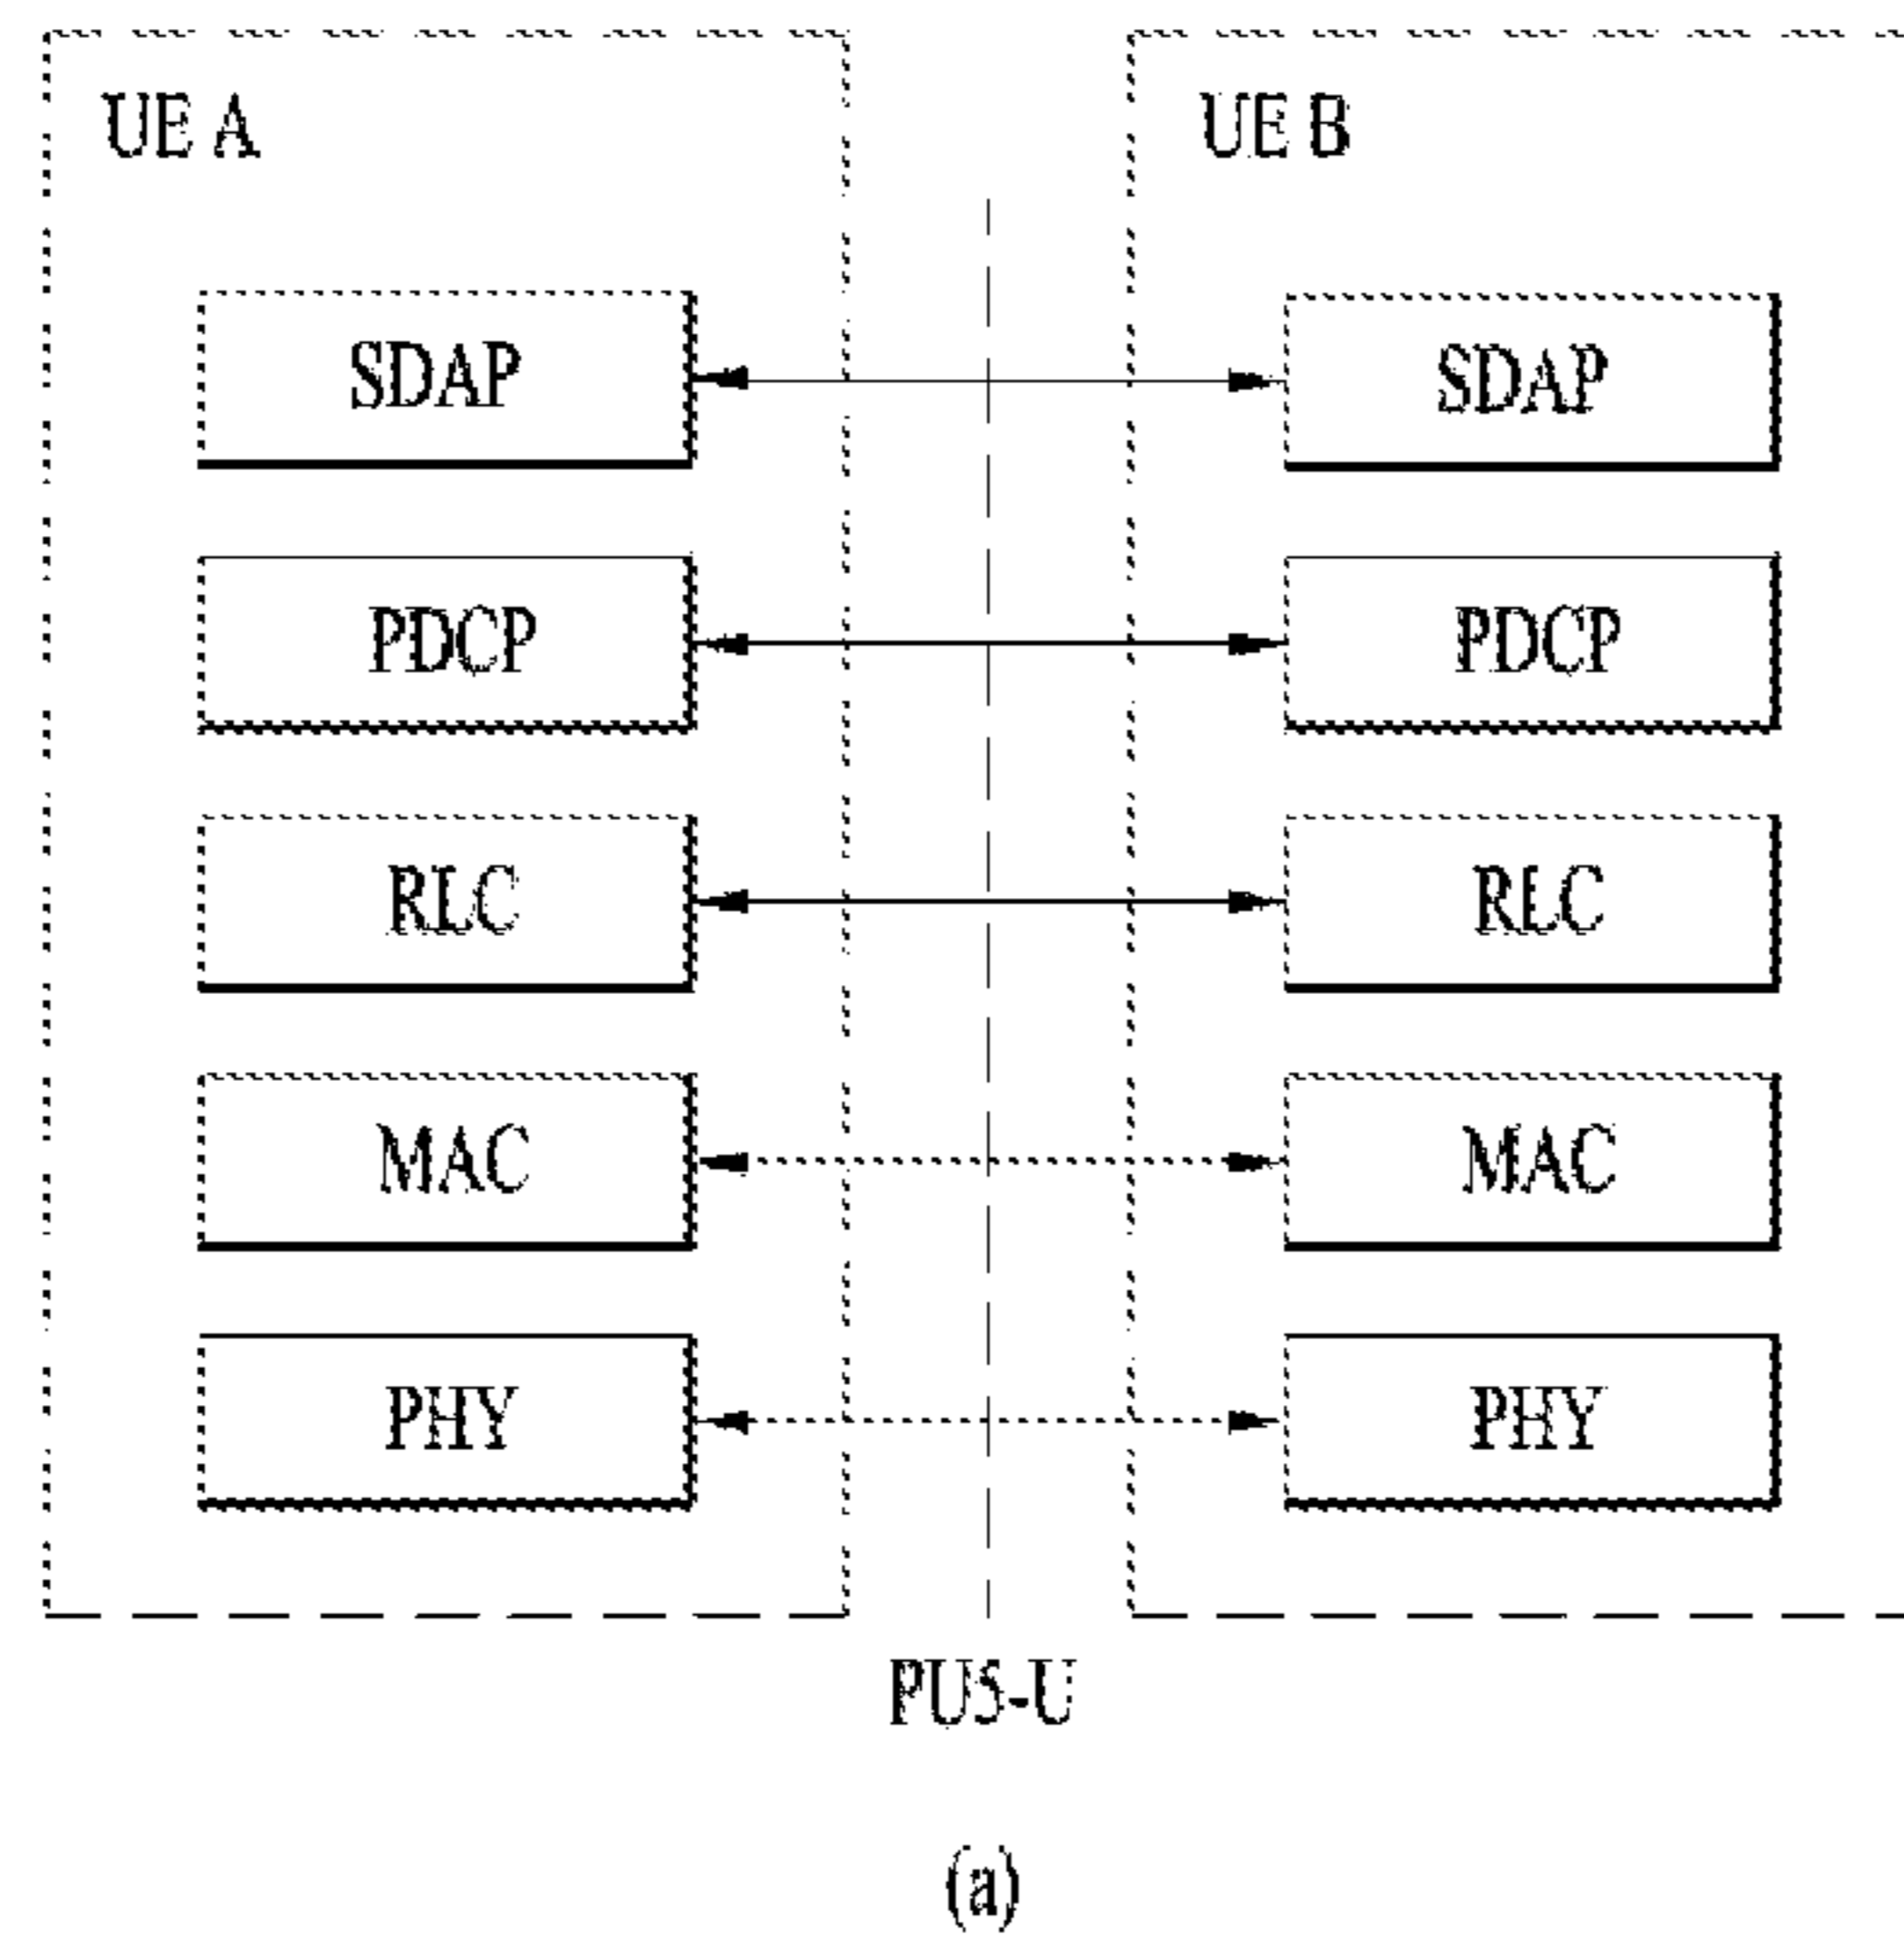 UE A
UE B
SDAP
SDAP
PDCP
PDCP
RLC
RLC
MAC
MAC
PHY
PHY
PU5-U
(a)